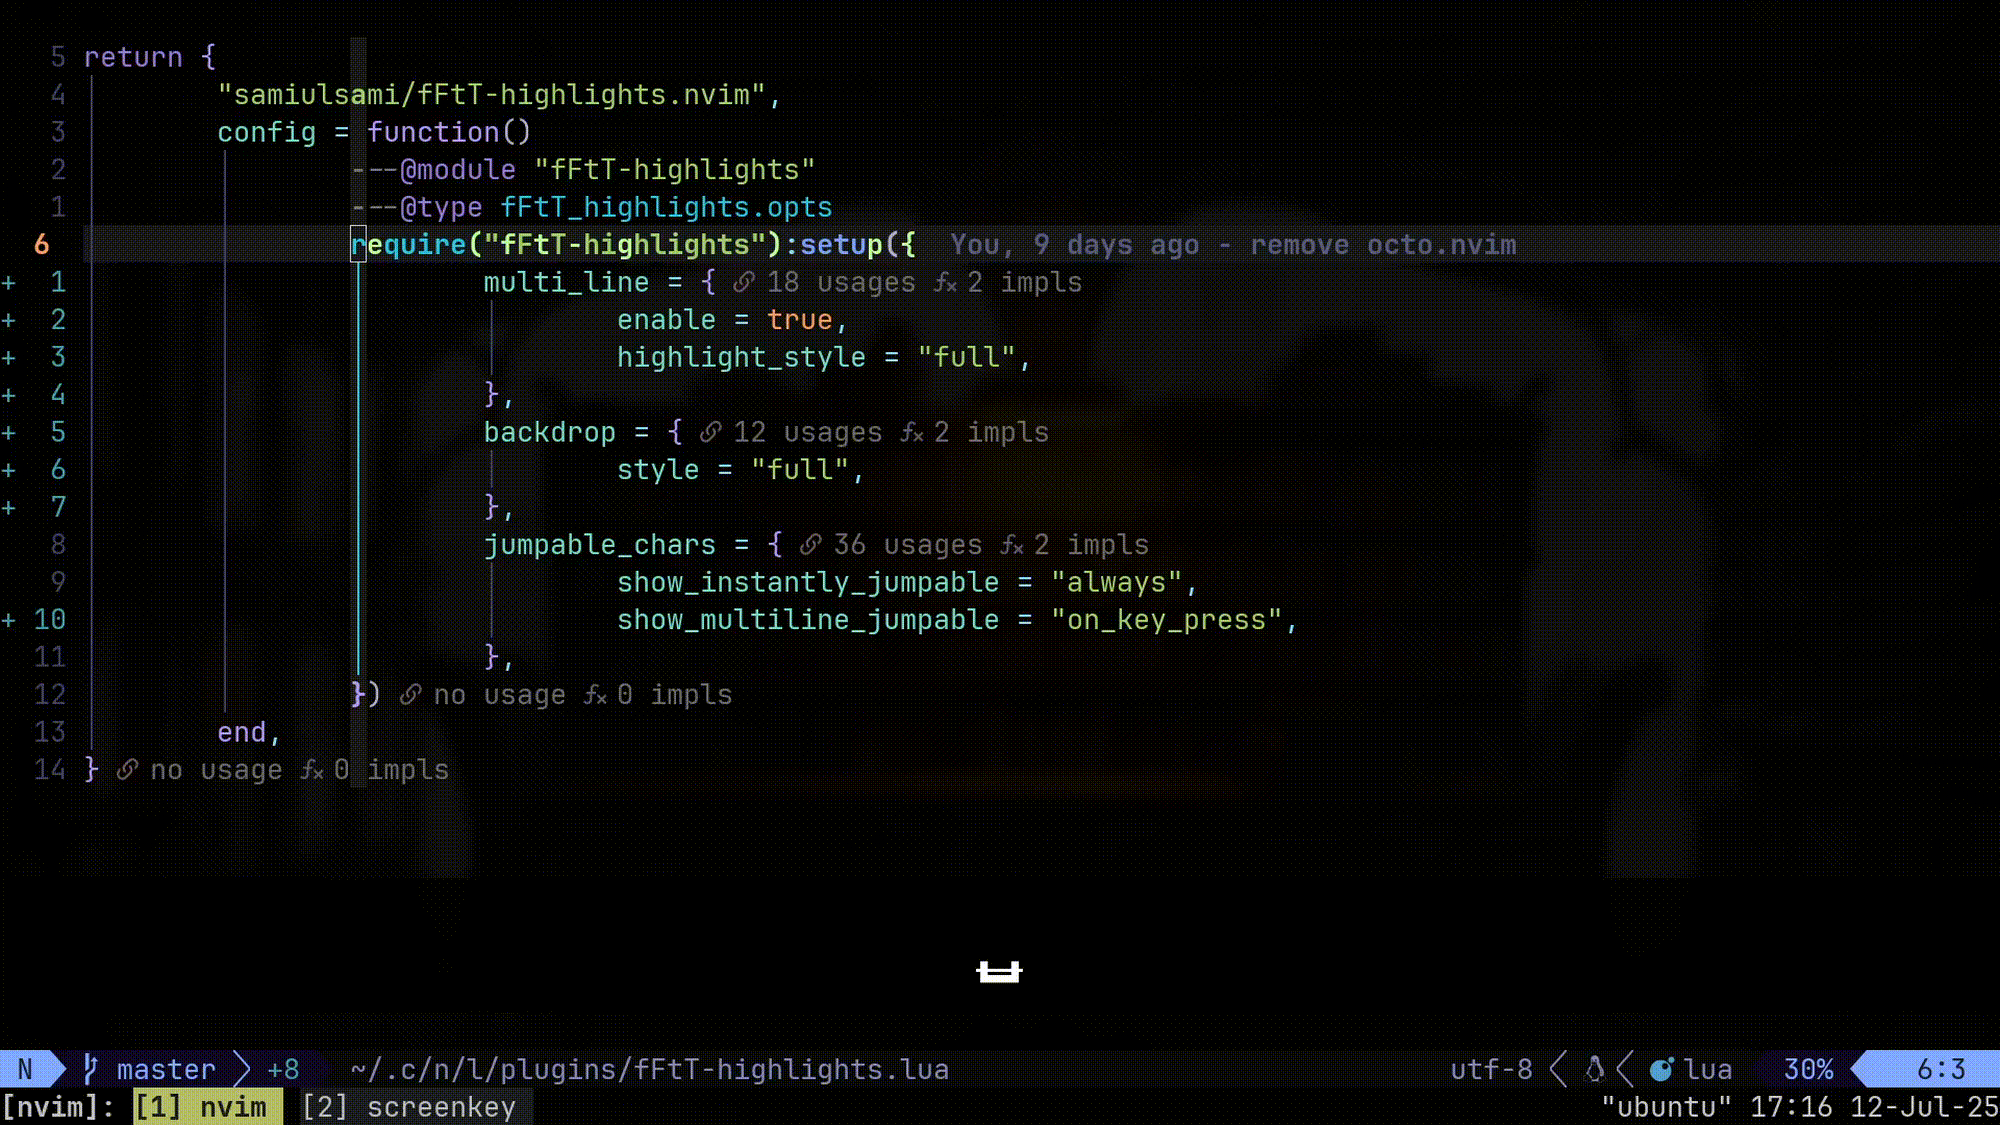 5 return {
4 "samiulsami/fFtT-highlights.nvim",
3 config = function()
2 ---@module "fFtT-highlights"
1 ---@type fFtT_highlights.opts
6 require("fFtT-highlights"):setup({ You, 9 days ago - remove octo.nvim
+ 1 multi_line = { 18 usages 2 impls
+ 2 enable = true,
+ 3 highlight_style = "full",
+ 4 },
+ 5 backdrop = { 12 usages 2 impls
+ 6 style = "full",
+ 7 },
8 jumpable_chars = { 36 usages 2 impls
9 show_instantly_jumpable = "always",
+ 10 show_multiline_jumpable = "on_key_press",
11 },
12 }) no usage 0 impls
13 end,
14 } no usage 0 impls
N master +8 ~/.c/n/l/plugins/fFtT-highlights.lua utf-8 lua 30% 6:3
[nvim]: [1] nvim [2] screenkey "ubuntu" 17:16 12-Jul-25